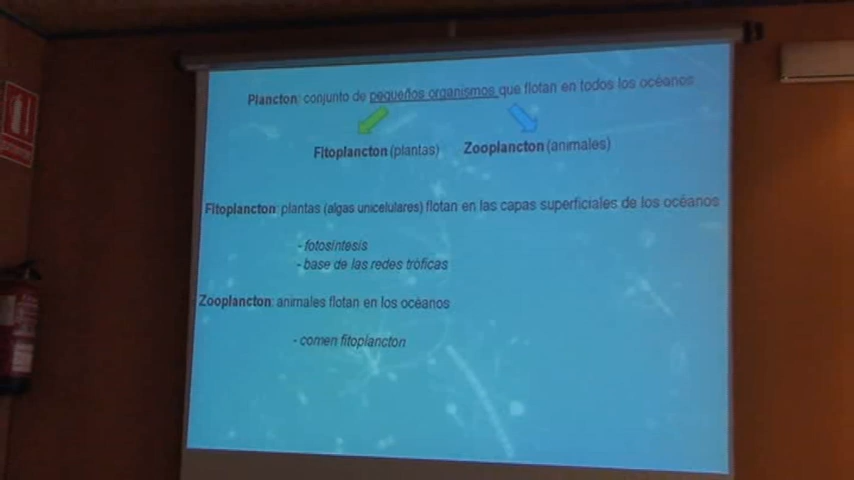 Plancton: conjunto de pequeños organismos que flotan en todos los océanos
Fitoplancton (plantas) Zooplancton (animales)
Fitoplancton: plantas (algas unicelulares) flotan en las capas superficiales de los océanos
- fotosíntesis
- base de las redes tróficas
Zooplancton: animales flotan en los océanos
- comen fitoplancton